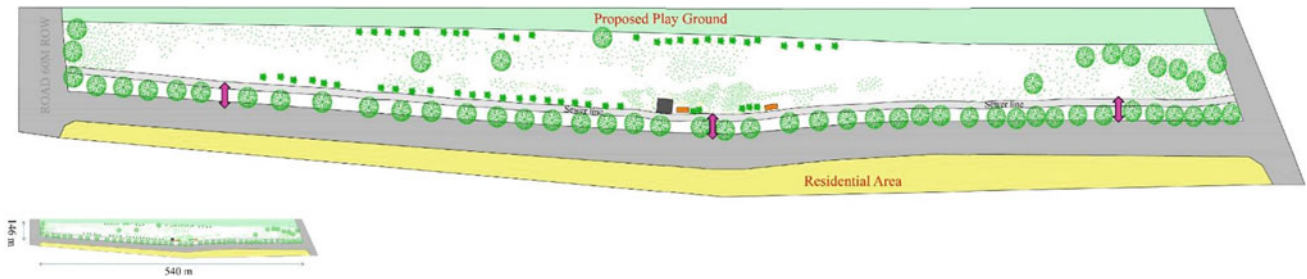 Proposed Play Ground
ROAD 60M ROW
Sewer line
Sewer line
Residential Area
146 m
540 m